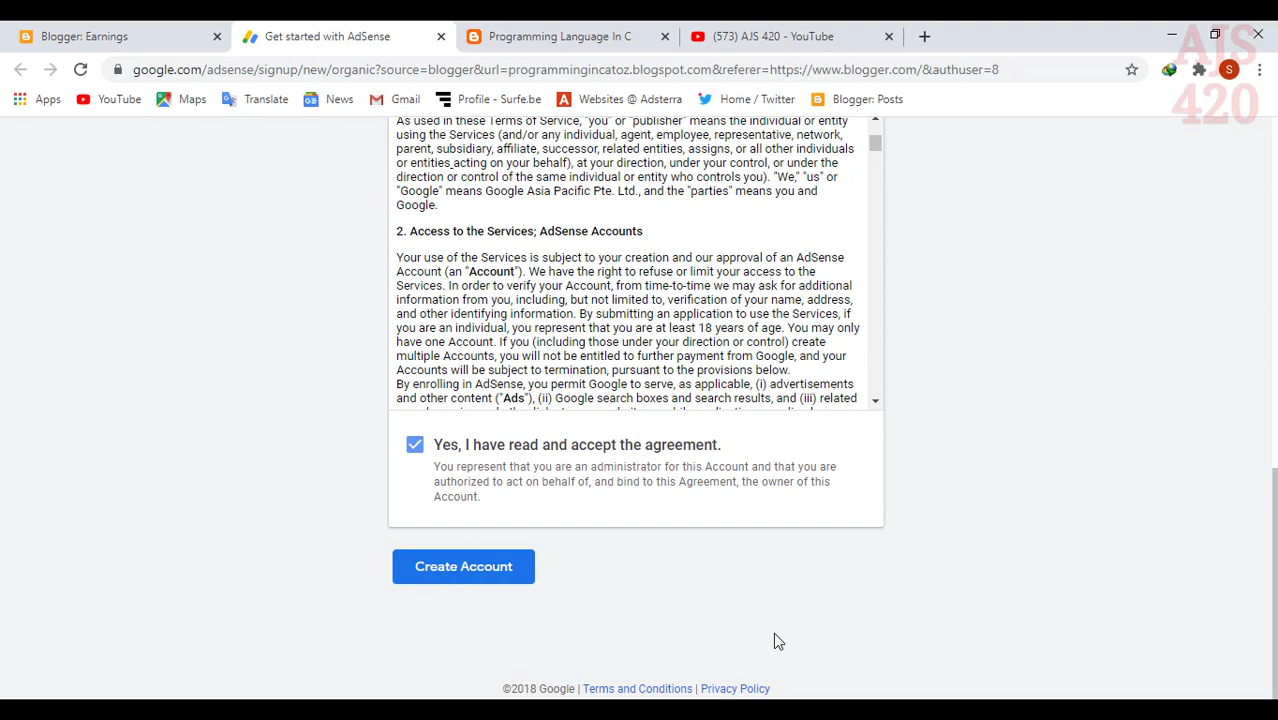 Blogger: Earnings
Get started with AdSense
Programming Language In C
(573) AJS 420 - YouTube
google.com/adsense/signup/new/organic?source=blogger&url=programmingincatoz.blogspot.com&referer=https://www.blogger.com/&authuser=8
S
AJS
420
Apps
YouTube
Maps
Translate
News
Gmail
Profile - Surfe.be
Websites @ Adsterra
Home / Twitter
Blogger: Posts
As used in these Terms of Service, "you" or "publisher" means the individual or entity
using the Services (and/or any individual, agent, employee, representative, network,
parent, subsidiary, affiliate, successor, related entities, assigns, or all other individuals
or entities acting on your behalf), at your direction, under your control, or under the
direction or control of the same individual or entity who controls you). "We," "us" or
"Google" means Google Asia Pacific Pte. Ltd., and the "parties" means you and
Google.
2. Access to the Services; AdSense Accounts
Your use of the Services is subject to your creation and our approval of an AdSense
Account (an "Account"). We have the right to refuse or limit your access to the
Services. In order to verify your Account, from time-to-time we may ask for additional
information from you, including, but not limited to, verification of your name, address,
and other identifying information. By submitting an application to use the Services, if
you are an individual, you represent that you are at least 18 years of age. You may only
have one Account. If you (including those under your direction or control) create
multiple Accounts, you will not be entitled to further payment from Google, and your
Accounts will be subject to termination, pursuant to the provisions below.
By enrolling in AdSense, you permit Google to serve, as applicable, (i) advertisements
and other content ("Ads"), (ii) Google search boxes and search results, and (iii) related
Yes, I have read and accept the agreement.
You represent that you are an administrator for this Account and that you are
authorized to act on behalf of, and bind to this Agreement, the owner of this
Account.
Create Account
©2018 Google | Terms and Conditions | Privacy Policy